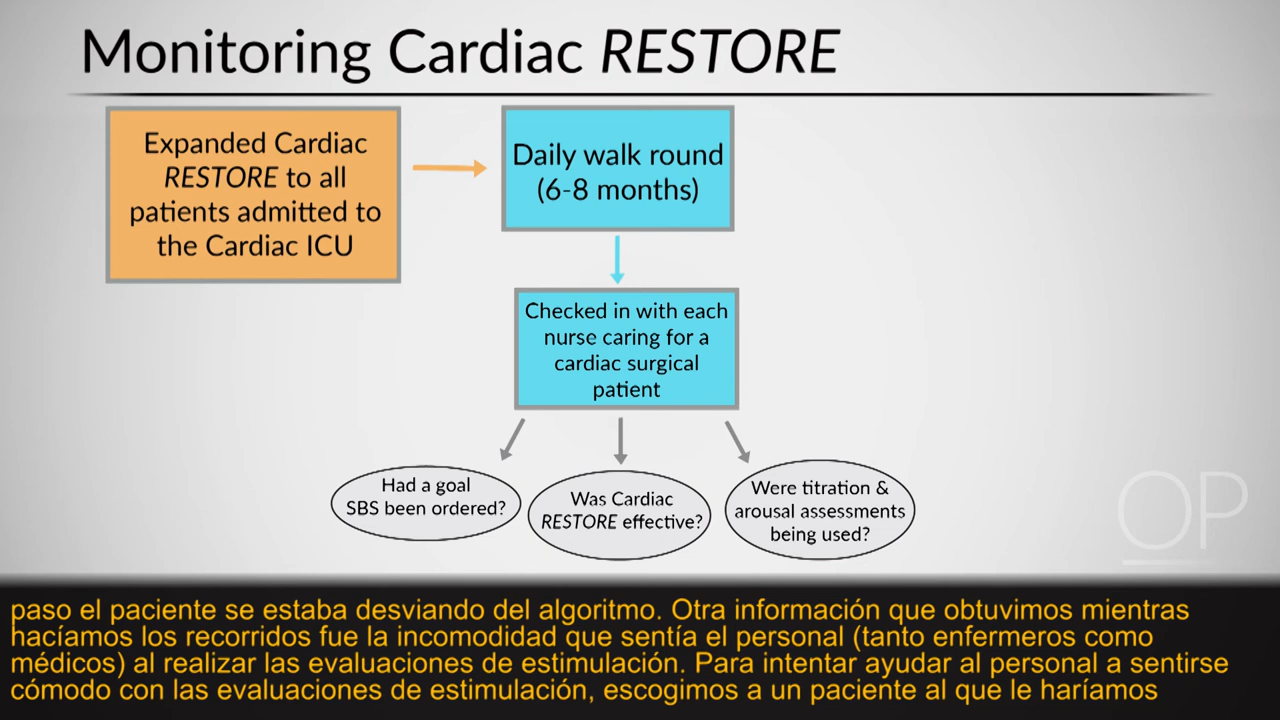 Monitoring Cardiac RESTORE
Expanded Cardiac
RESTORE to all
patients admitted to
the Cardiac ICU
Daily walk round
(6-8 months)
Checked in with each
nurse caring for a
cardiac surgical
patient
Had a goal
SBS been ordered?
Was Cardiac
RESTORE effective?
Were titration &
arousal assessments
being used?
OP
paso el paciente se estaba desviando del algoritmo. Otra información que obtuvimos mientras
hacíamos los recorridos fue la incomodidad que sentía el personal (tanto enfermeros como
médicos) al realizar las evaluaciones de estimulación. Para intentar ayudar al personal a sentirse
cómodo con las evaluaciones de estimulación, escogimos a un paciente al que le haríamos